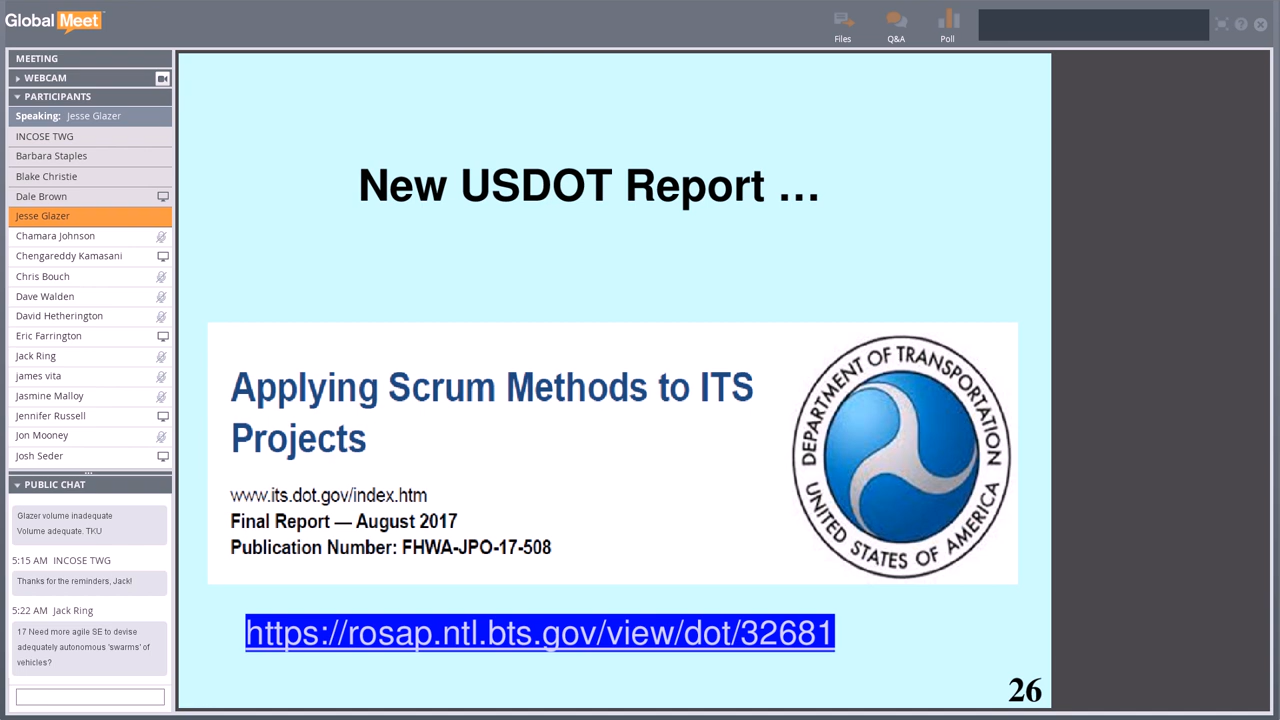 Global Meet
Files
Q&A
Poll
MEETING
WEBCAM
PARTICIPANTS
Speaking: Jesse Glazer
INCOSE TWG
Barbara Staples
Blake Christie
Dale Brown
Jesse Glazer
Chamara Johnson
Chengareddy Kamasani
Chris Bouch
Dave Walden
David Hetherington
Eric Farrington
Jack Ring
james vita
Jasmine Malloy
Jennifer Russell
Jon Mooney
Josh Seder
PUBLIC CHAT
Glazer volume inadequate
Volume adequate. TKU
5:15 AM INCOSE TWG
Thanks for the reminders, Jack!
5:22 AM Jack Ring
17 Need more agile SE to devise
adequately autonomous 'swarms' of
vehicles?
New USDOT Report ...
Applying Scrum Methods to ITS
Projects
www.its.dot.gov/index.htm
Final Report — August 2017
Publication Number: FHWA-JPO-17-508
DEPARTMENT OF TRANSPORTATION
UNITED STATES OF AMERICA
https://rosap.ntl.bts.gov/view/dot/32681
26